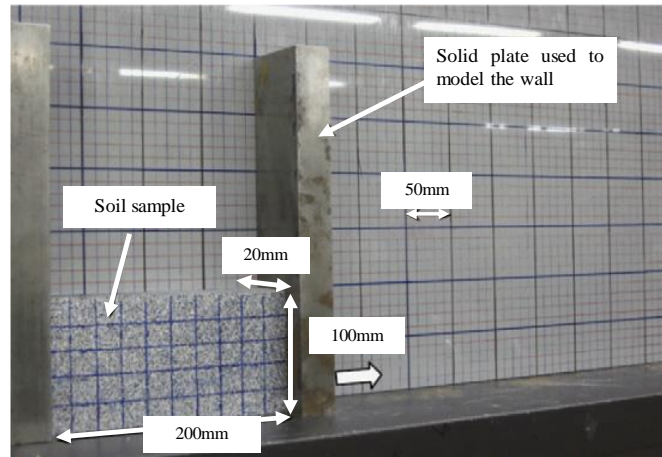 Solid plate used to
model the wall
50mm
Soil sample
20mm
100mm
200mm